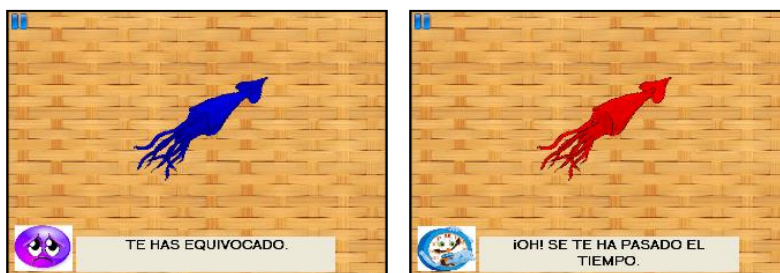 TE HAS EQUIVOCADO.
¡OH! SE TE HA PASADO EL
TIEMPO.